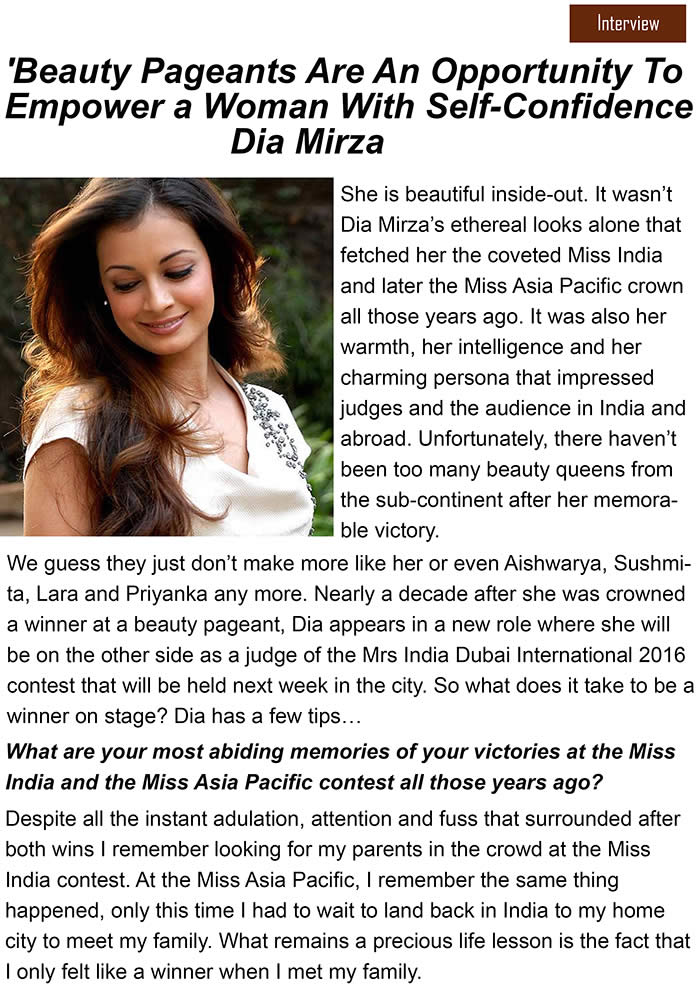 Interview
'Beauty Pageants Are An Opportunity To
Empower a Woman With Self-Confidence
Dia Mirza
She is beautiful inside-out. It wasn’t
Dia Mirza’s ethereal looks alone that
fetched her the coveted Miss India
and later the Miss Asia Pacific crown
all those years ago. It was also her
warmth, her intelligence and her
charming persona that impressed
judges and the audience in India and
abroad. Unfortunately, there haven’t
been too many beauty queens from
the sub-continent after her memora-
ble victory.
We guess they just don’t make more like her or even Aishwarya, Sushmi-
ta, Lara and Priyanka any more. Nearly a decade after she was crowned
a winner at a beauty pageant, Dia appears in a new role where she will
be on the other side as a judge of the Mrs India Dubai International 2016
contest that will be held next week in the city. So what does it take to be a
winner on stage? Dia has a few tips…
What are your most abiding memories of your victories at the Miss
India and the Miss Asia Pacific contest all those years ago?
Despite all the instant adulation, attention and fuss that surrounded after
both wins I remember looking for my parents in the crowd at the Miss
India contest. At the Miss Asia Pacific, I remember the same thing
happened, only this time I had to wait to land back in India to my home
city to meet my family. What remains a precious life lesson is the fact that
I only felt like a winner when I met my family.